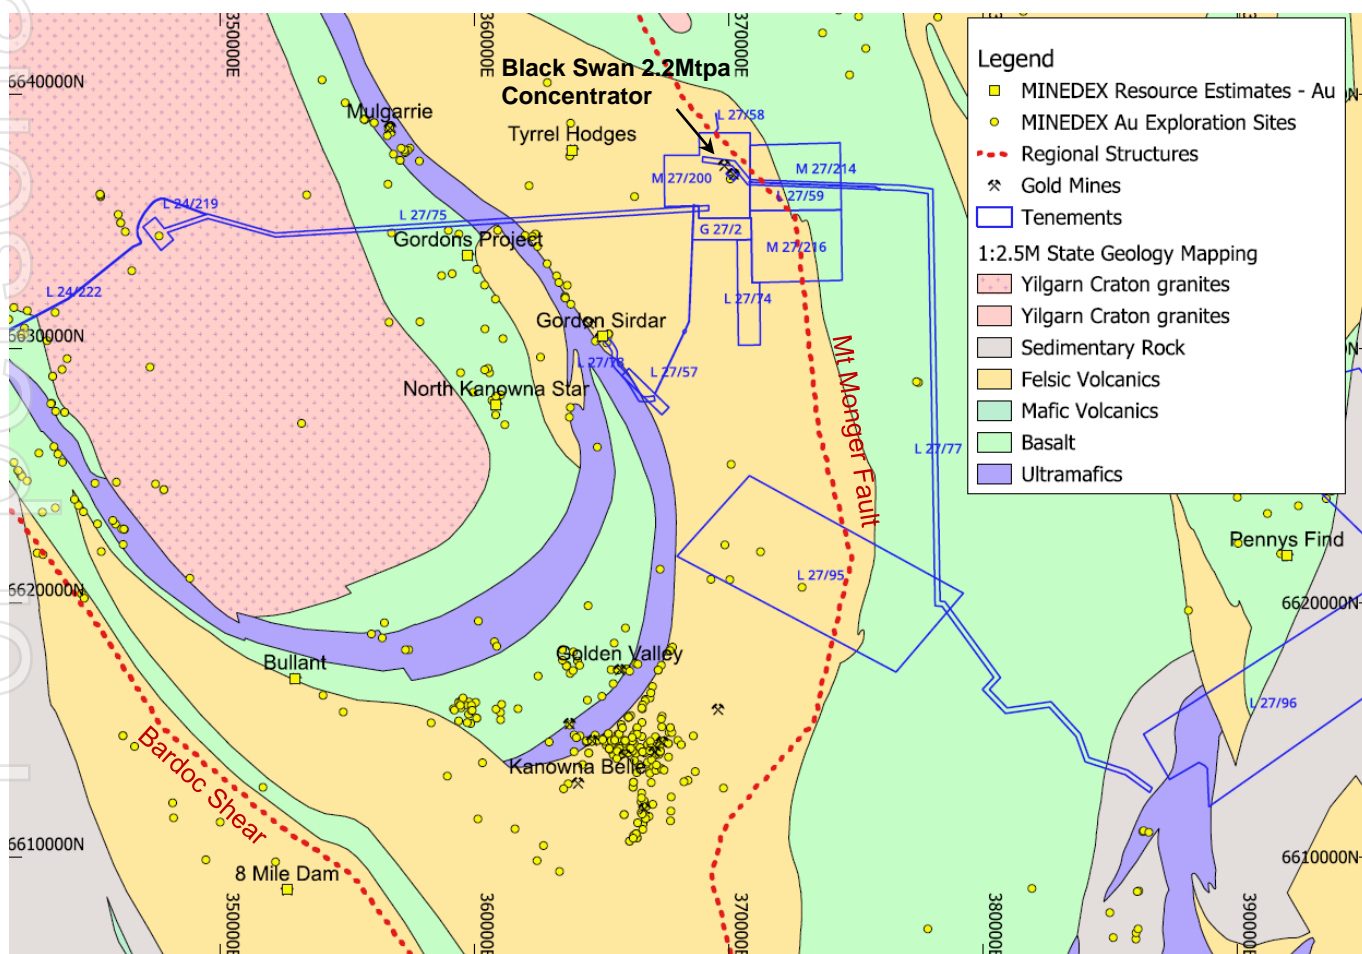 350000E
360000E
370000E
6640000N
Black Swan 2.2Mtpa
Concentrator
Legend
MINEDEX Resource Estimates - Au
MINEDEX Au Exploration Sites
Regional Structures
Gold Mines
Tenements
1:2.5M State Geology Mapping
Yilgarn Craton granites
Yilgarn Craton granites
Sedimentary Rock
Felsic Volcanics
Mafic Volcanics
Basalt
Ultramafics
N
N
Mulgarrie
Tyrrel Hodges
L 27/58
M 27/200
M 27/214
L 27/59
L 24/219
L 27/75
G 27/2
M 27/216
Gordons Project
L 24/222
L 27/74
6630000N
Gordon Sirdar
L 27/78
L 27/57
North Kanowna Star
Mt Monger Fault
L 27/77
Pennys Find
L 27/95
6620000N
6620000N
Bullant
Golden Valley
L 27/96
Bardoc Shear
Kanowna Belle
6610000N
6610000N
8 Mile Dam
350000E
360000E
370000E
380000E
390000E